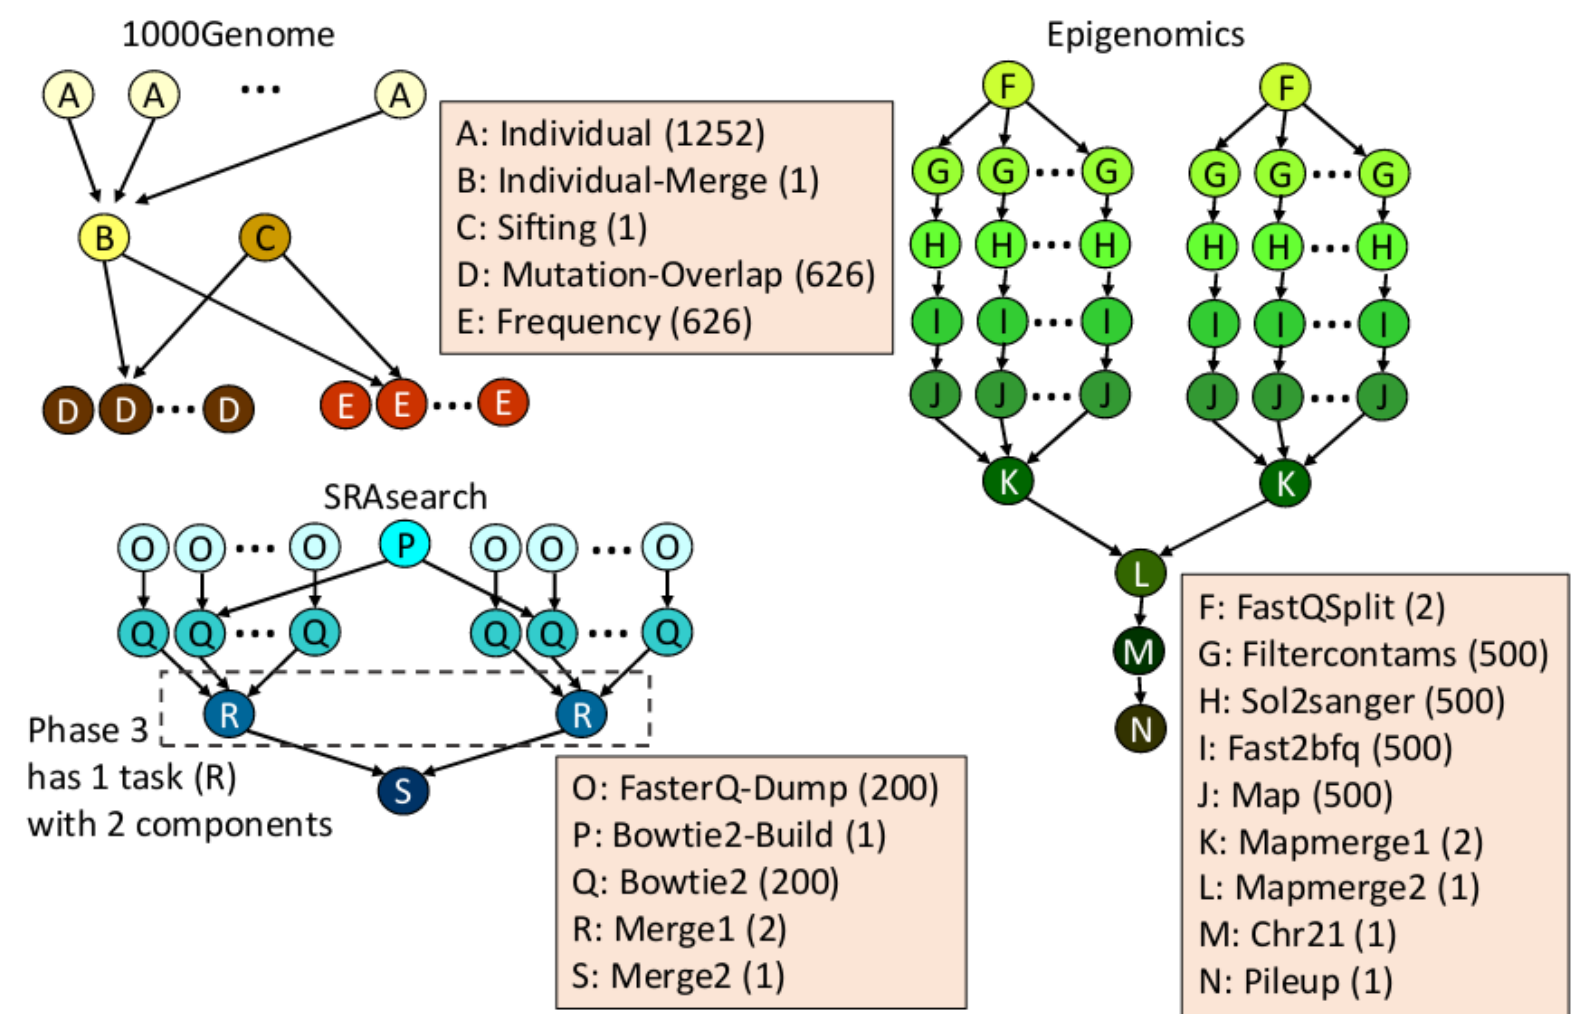 1000Genome
A A ... A
B C
D D ... D E E ... E
A: Individual (1252)
B: Individual-Merge (1)
C: Sifting (1)
D: Mutation-Overlap (626)
E: Frequency (626)
Epigenomics
F F
G G ... G G G ... G
H H ... H H H ... H
I I ... I I I ... I
J J ... J J J ... J
K K
L
M
N
F: FastQSplit (2)
G: Filtercontams (500)
H: Sol2sanger (500)
I: Fast2bfq (500)
J: Map (500)
K: Mapmerge1 (2)
L: Mapmerge2 (1)
M: Chr21 (1)
N: Pileup (1)
SRAsearch
O O ... O P O O ... O
Q Q ... Q Q Q ... Q
R R
S
Phase 3
has 1 task (R)
with 2 components
O: FasterQ-Dump (200)
P: Bowtie2-Build (1)
Q: Bowtie2 (200)
R: Merge1 (2)
S: Merge2 (1)